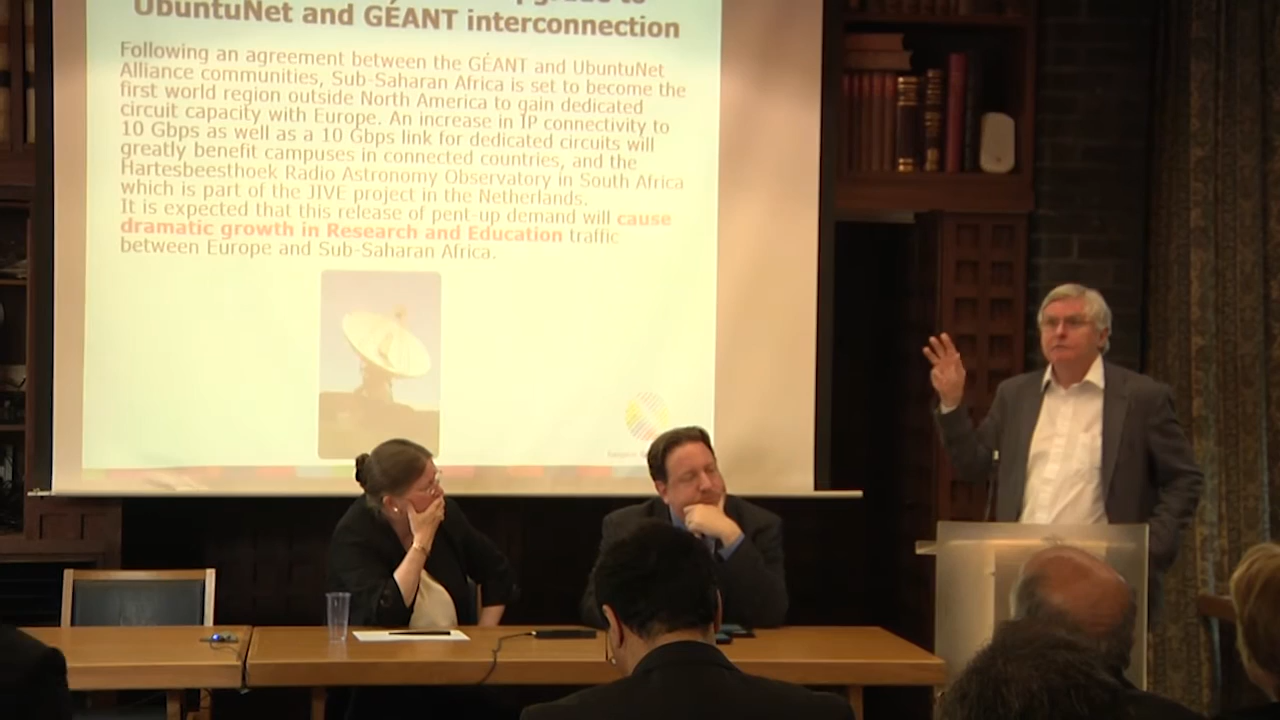 UbuntuNet and GÉANT interconnection
Following an agreement between the GÉANT and UbuntuNet
Alliance communities, Sub-Saharan Africa is set to become the
first world region outside North America to gain dedicated
circuit capacity with Europe. An increase in IP connectivity to
10 Gbps as well as a 10 Gbps link for dedicated circuits will
greatly benefit campuses in connected countries, and the
Hartesbeesthoek Radio Astronomy Observatory in South Africa
which is part of the JIVE project in the Netherlands.
It is expected that this release of pent-up demand will cause
dramatic growth in Research and Education traffic
between Europe and Sub-Saharan Africa.